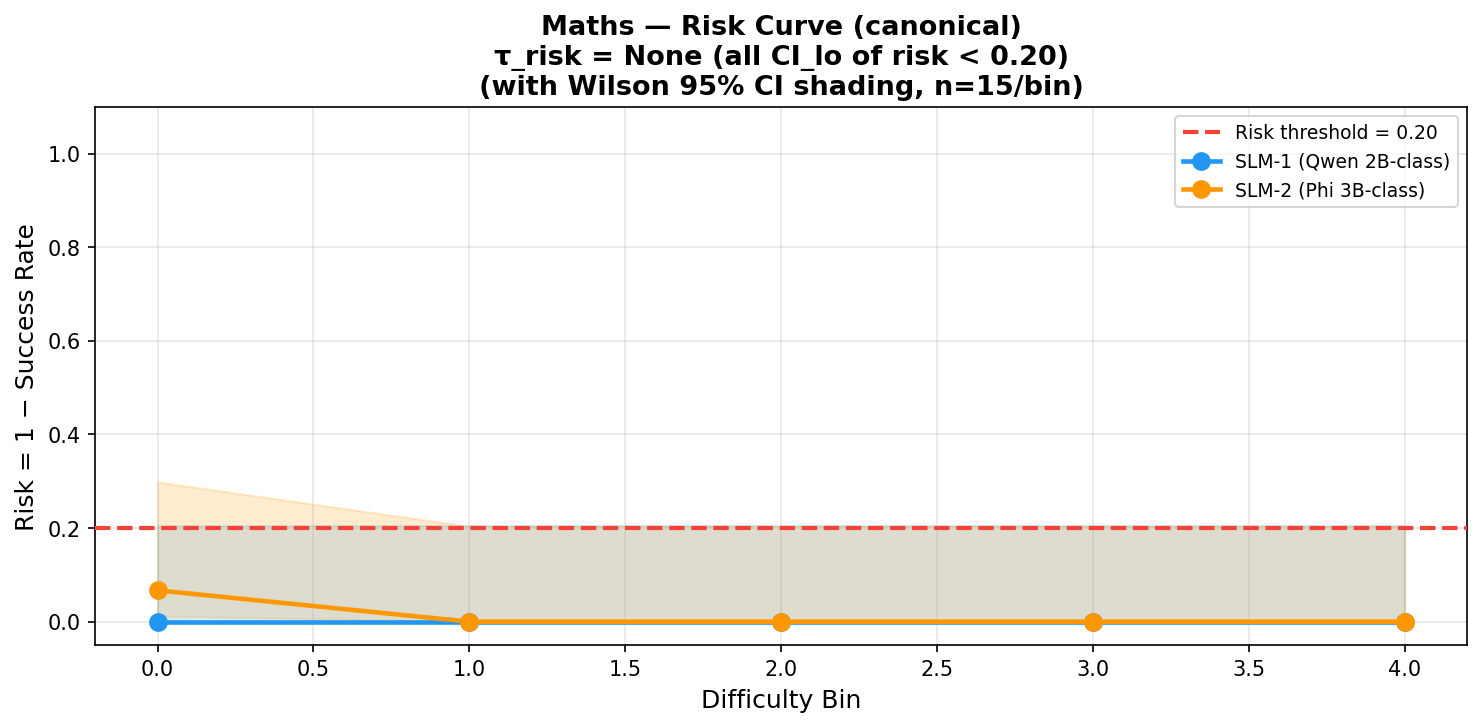 Maths — Risk Curve (canonical)
τ_risk = None (all CI_lo of risk < 0.20)
(with Wilson 95% CI shading, n=15/bin)
Risk threshold = 0.20
SLM-1 (Qwen 2B-class)
SLM-2 (Phi 3B-class)
Risk = 1 − Success Rate
1.0
0.8
0.6
0.4
0.2
0.0
0.0 0.5 1.0 1.5 2.0 2.5 3.0 3.5 4.0
Difficulty Bin